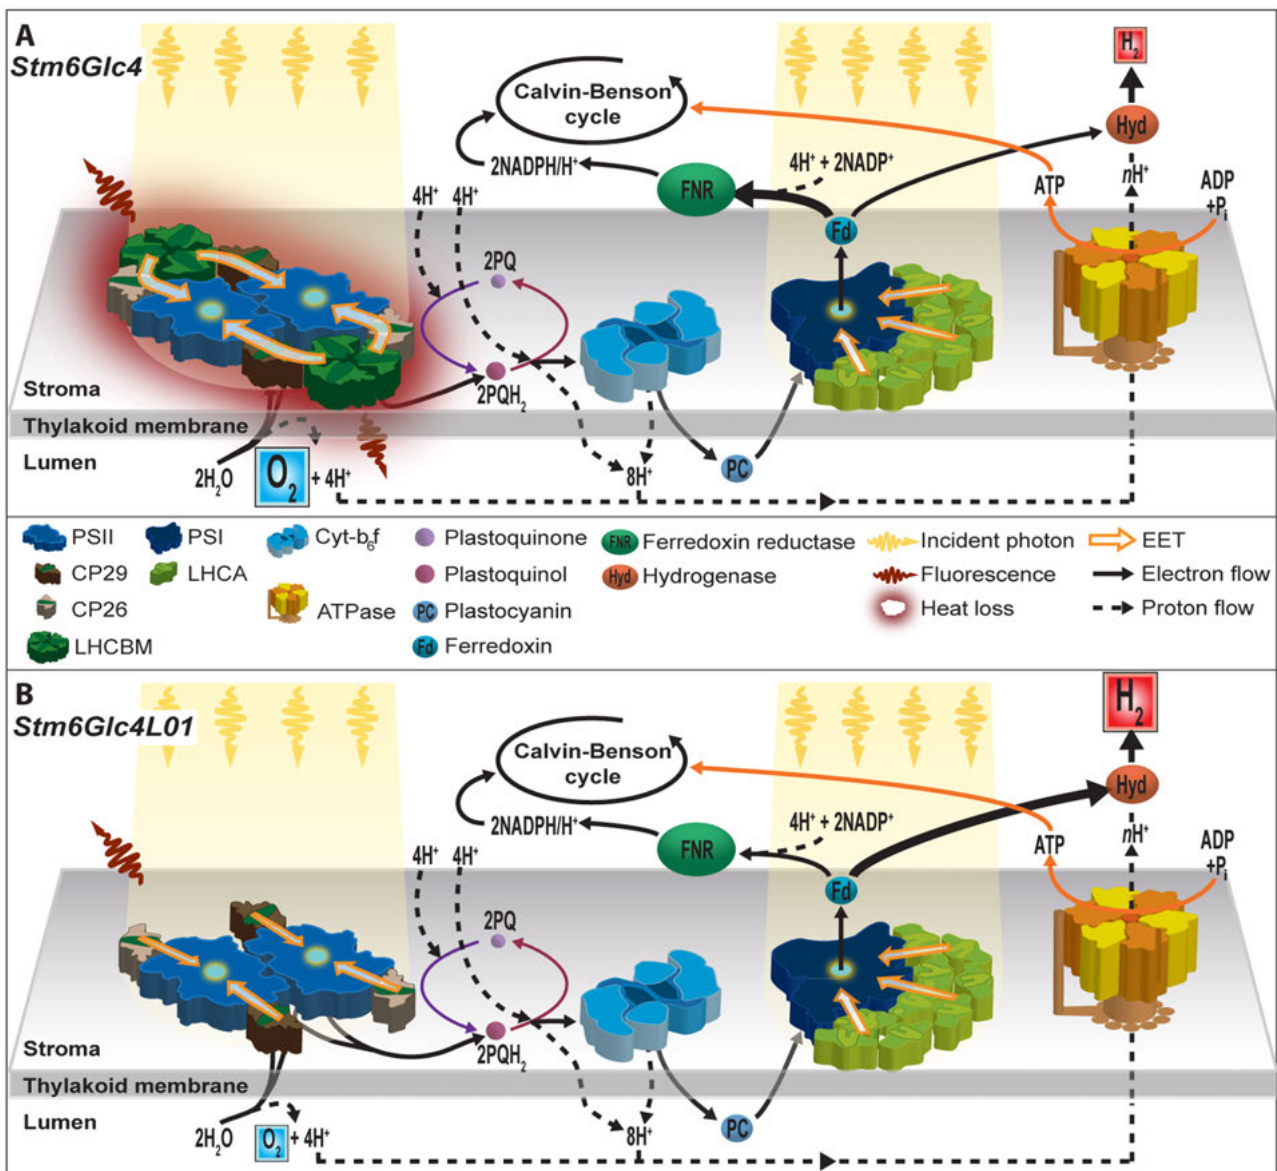 A
Stm6Glc4
H₂
Calvin-Benson
cycle
Hyd
2NADPH/H⁺
4H⁺ + 2NADP⁺
FNR
4H⁺ 4H⁺
ATP
nH⁺
ADP
+Pᵢ
Fd
2PQ
2PQH₂
Stroma
Thylakoid membrane
Lumen
2H₂O
O₂ + 4H⁺
8H⁺
PC
PSII
PSI
Cyt-b₆f
Plastoquinone
FNR Ferredoxin reductase
Incident photon
EET
CP29
LHCA
Plastoquinol
Hyd Hydrogenase
Fluorescence
Electron flow
CP26
ATPase
PC Plastocyanin
Heat loss
Proton flow
LHCBM
Fd Ferredoxin
B
Stm6Glc4L01
H₂
Calvin-Benson
cycle
Hyd
2NADPH/H⁺
4H⁺ + 2NADP⁺
FNR
4H⁺ 4H⁺
ATP
nH⁺
ADP
+Pᵢ
Fd
2PQ
2PQH₂
Stroma
Thylakoid membrane
Lumen
2H₂O
O₂ + 4H⁺
8H⁺
PC